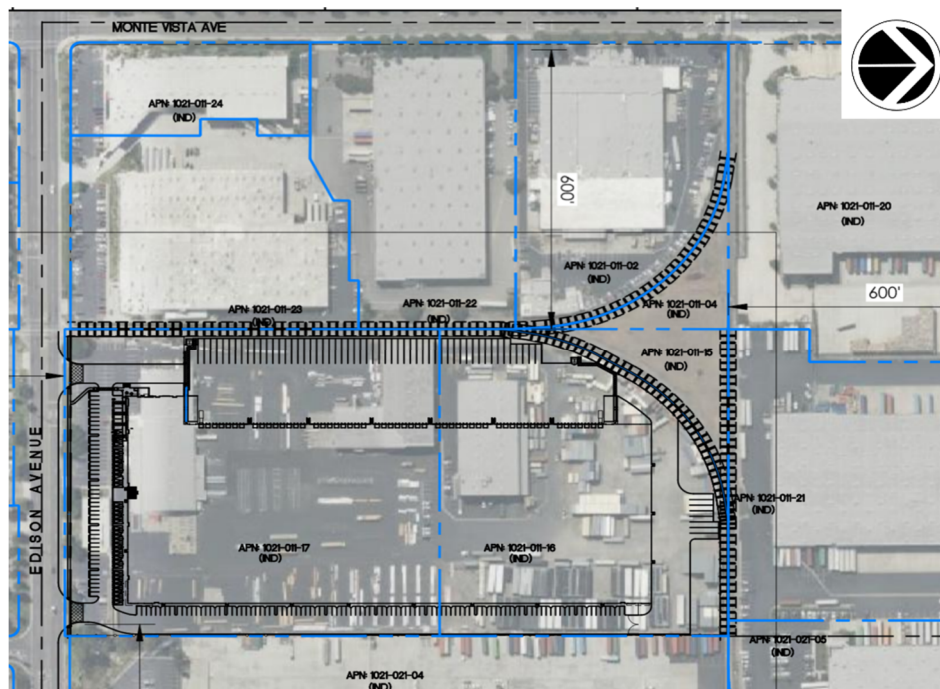 MONTE VISTA AVE
APN: 1021-011-24
(IND)
600'
APN: 1021-011-20
(IND)
APN: 1021-011-02
(IND)
600'
APN: 1021-011-23
(IND)
APN: 1021-011-22
(IND)
APN: 1021-011-04
(IND)
APN: 1021-011-15
(IND)
EDISON AVENUE
APN: 1021-011-21
(IND)
APN: 1021-011-17
(IND)
APN: 1021-011-16
(IND)
APN: 1021-021-05
(IND)
APN: 1021-021-04
(IND)